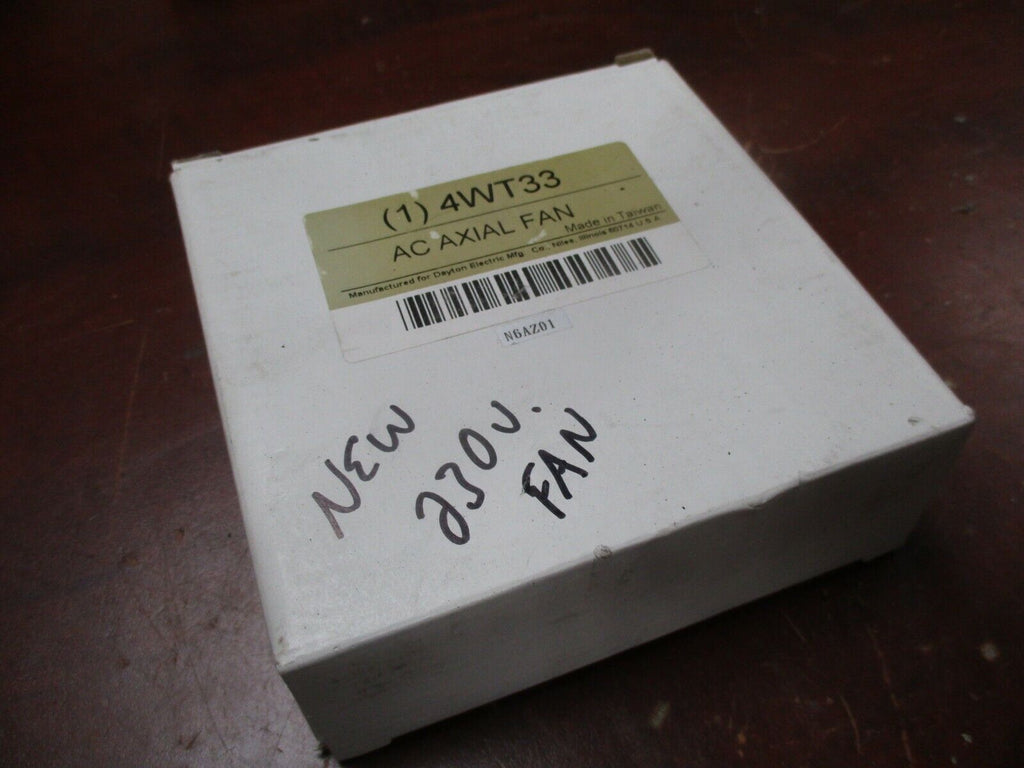 (1) 4WT33
AC AXIAL FAN
Made in Taiwan
Manufactured for Dayton Electric Mfg. Co., Niles, Illinois 60714 U.S.A.
N6AZ01
NEW
230V.
FAN